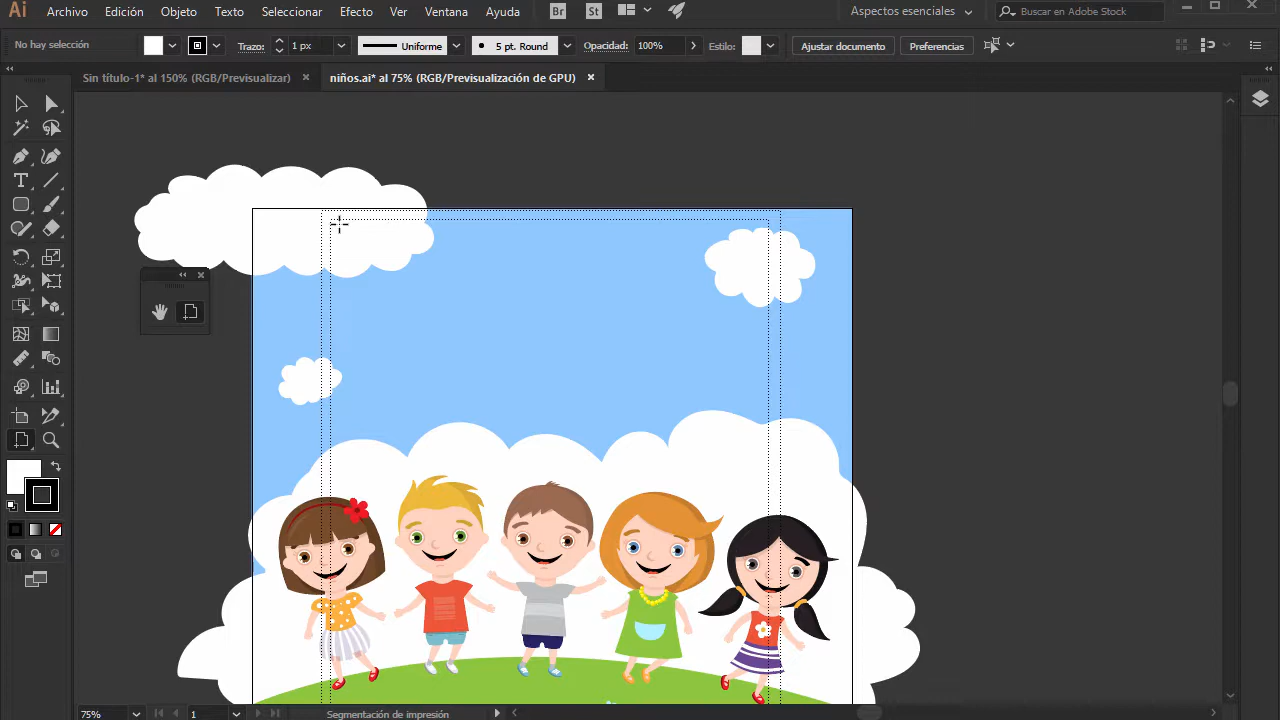 Ai Archivo Edición Objeto Texto Seleccionar Efecto Ver Ventana Ayuda Br St Aspectos esenciales Buscar en Adobe Stock
No hay selección Trazo: 1 px Uniforme 5 pt. Round Opacidad: 100% Estilo: Ajustar documento Preferencias
Sin título-1* al 150% (RGB/Previsualizar) niños.ai* al 75% (RGB/Previsualización de GPU)
75% 1 Segmentación de impresión